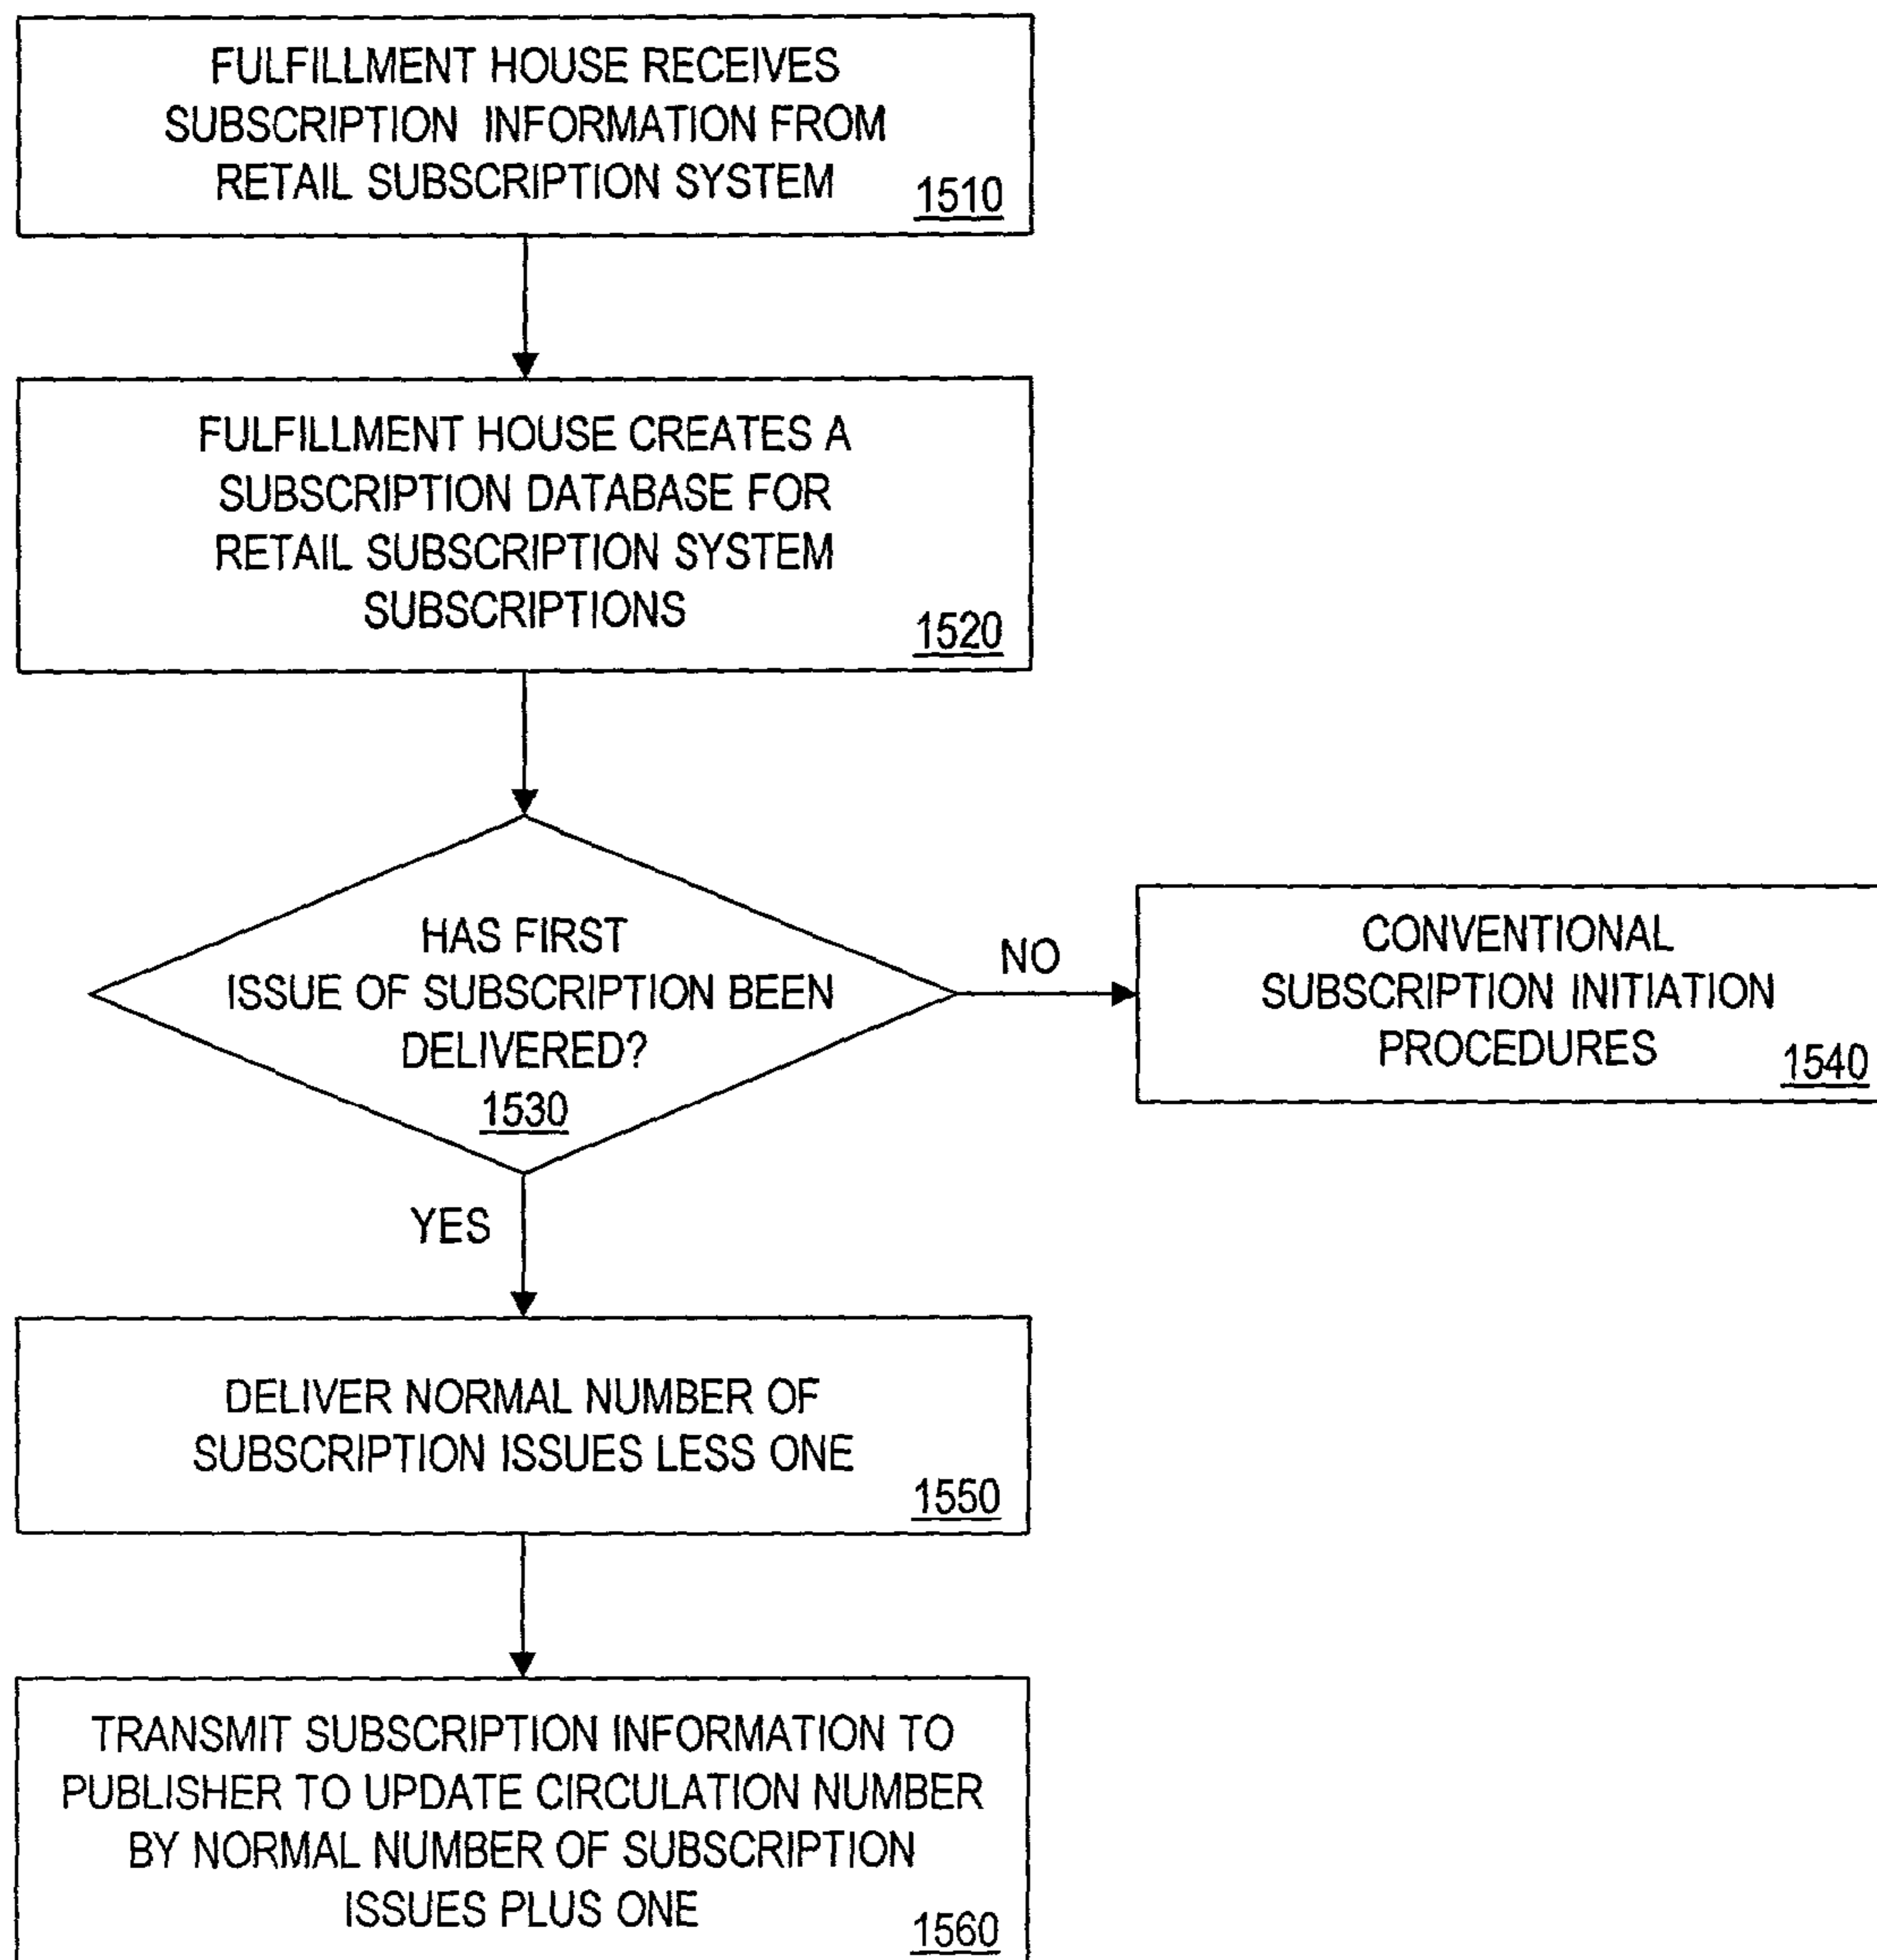 FULFILLMENT HOUSE RECEIVES
SUBSCRIPTION INFORMATION FROM
RETAIL SUBSCRIPTION SYSTEM
1510
FULFILLMENT HOUSE CREATES A
SUBSCRIPTION DATABASE FOR
RETAIL SUBSCRIPTION SYSTEM
SUBSCRIPTIONS
1520
HAS FIRST
ISSUE OF SUBSCRIPTION BEEN
DELIVERED?
1530
NO
CONVENTIONAL
SUBSCRIPTION INITIATION
PROCEDURES
1540
YES
DELIVER NORMAL NUMBER OF
SUBSCRIPTION ISSUES LESS ONE
1550
TRANSMIT SUBSCRIPTION INFORMATION TO
PUBLISHER TO UPDATE CIRCULATION NUMBER
BY NORMAL NUMBER OF SUBSCRIPTION
ISSUES PLUS ONE
1560